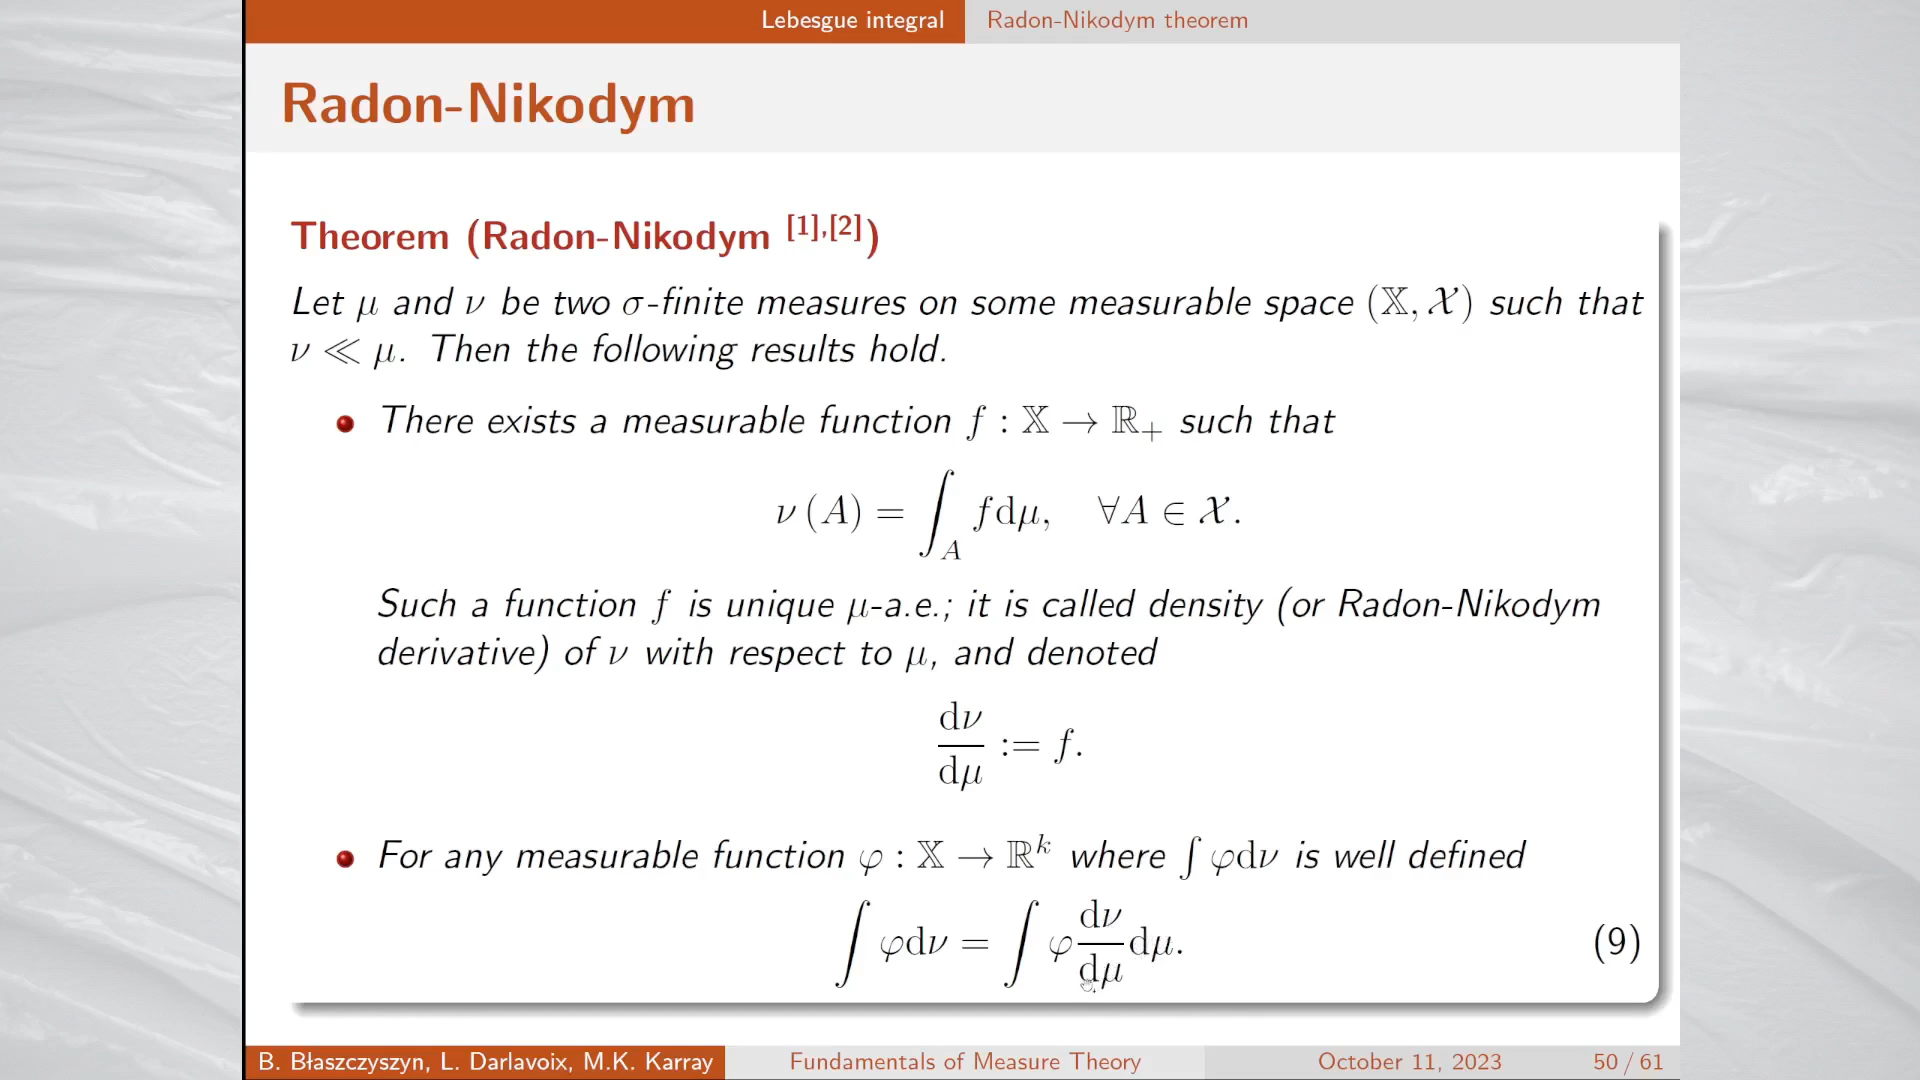 Lebesgue integral Radon-Nikodym theorem
Radon-Nikodym
Theorem (Radon-Nikodym [1],[2])
Let μ and ν be two σ-finite measures on some measurable space (𝕏, 𝒳) such that
ν ≪ μ. Then the following results hold.
• There exists a measurable function f : 𝕏 → ℝ₊ such that
ν (A) = ∫_A f dμ, ∀A ∈ 𝒳.
Such a function f is unique μ-a.e.; it is called density (or Radon-Nikodym
derivative) of ν with respect to μ, and denoted
dν/dμ := f.
• For any measurable function φ : 𝕏 → ℝᵏ where ∫ φdν is well defined
∫ φdν = ∫ φ dν/dμ dμ. (9)
B. Błaszczyszyn, L. Darlavoix, M.K. Karray Fundamentals of Measure Theory October 11, 2023 50 / 61